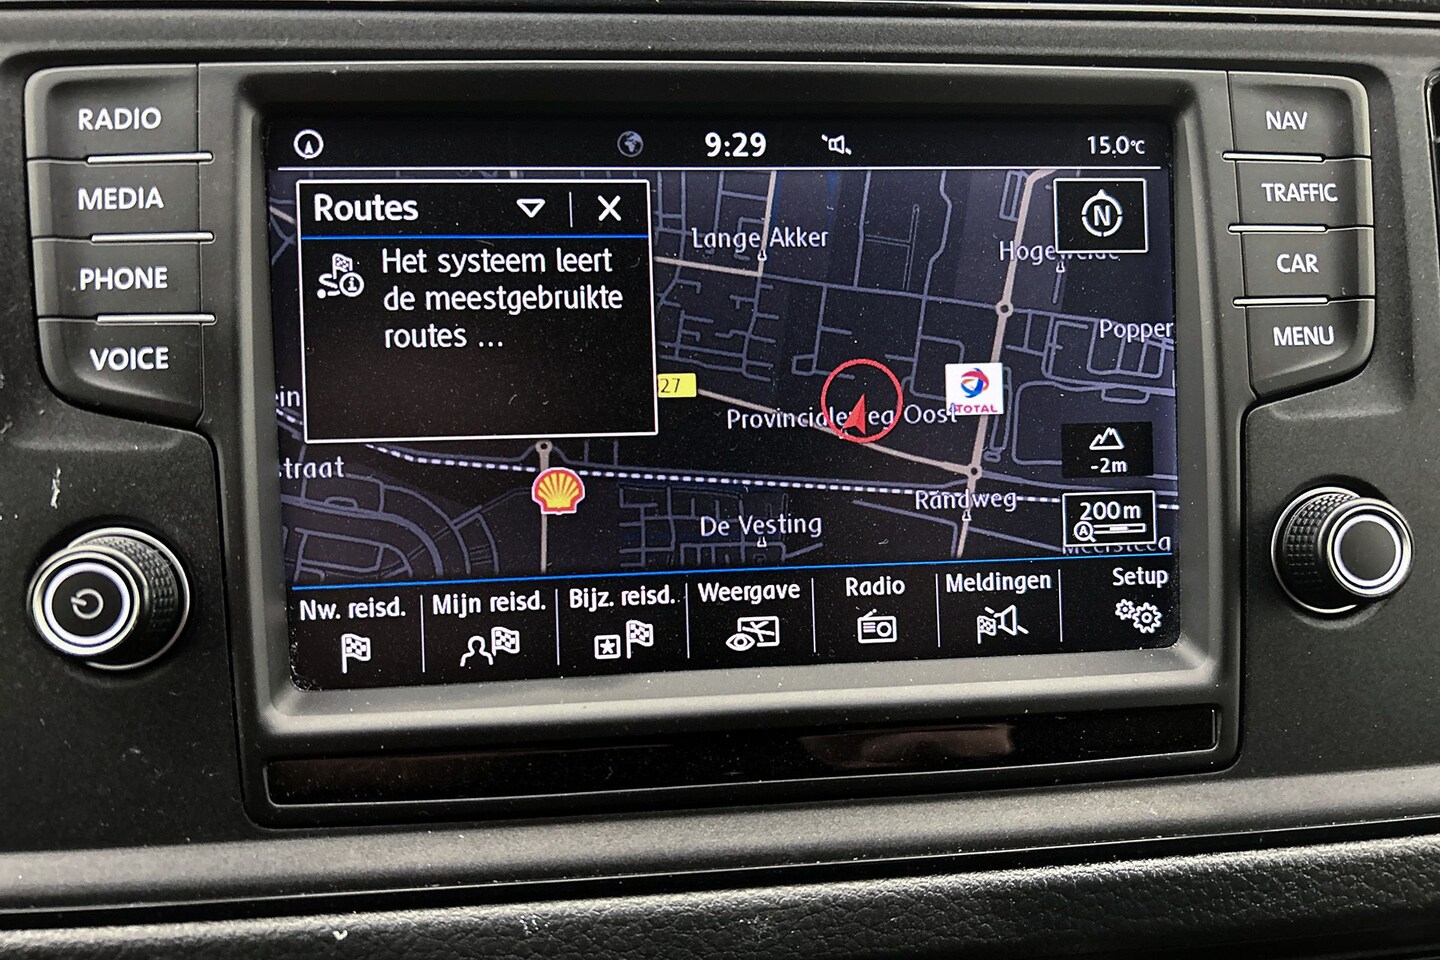 RADIO
MEDIA
PHONE
VOICE
9:29
15.0°C
Routes
Het systeem leert
de meestgebruikte
routes ...
N
Lange Akker
Popper
27
TOTAL
Provincialeweg Oost
straat
-2m
Randweg
200m
A
De Vesting
Nw. reisd.
Mijn reisd.
Bijz. reisd.
Weergave
Radio
Meldingen
Setup
NAV
TRAFFIC
CAR
MENU